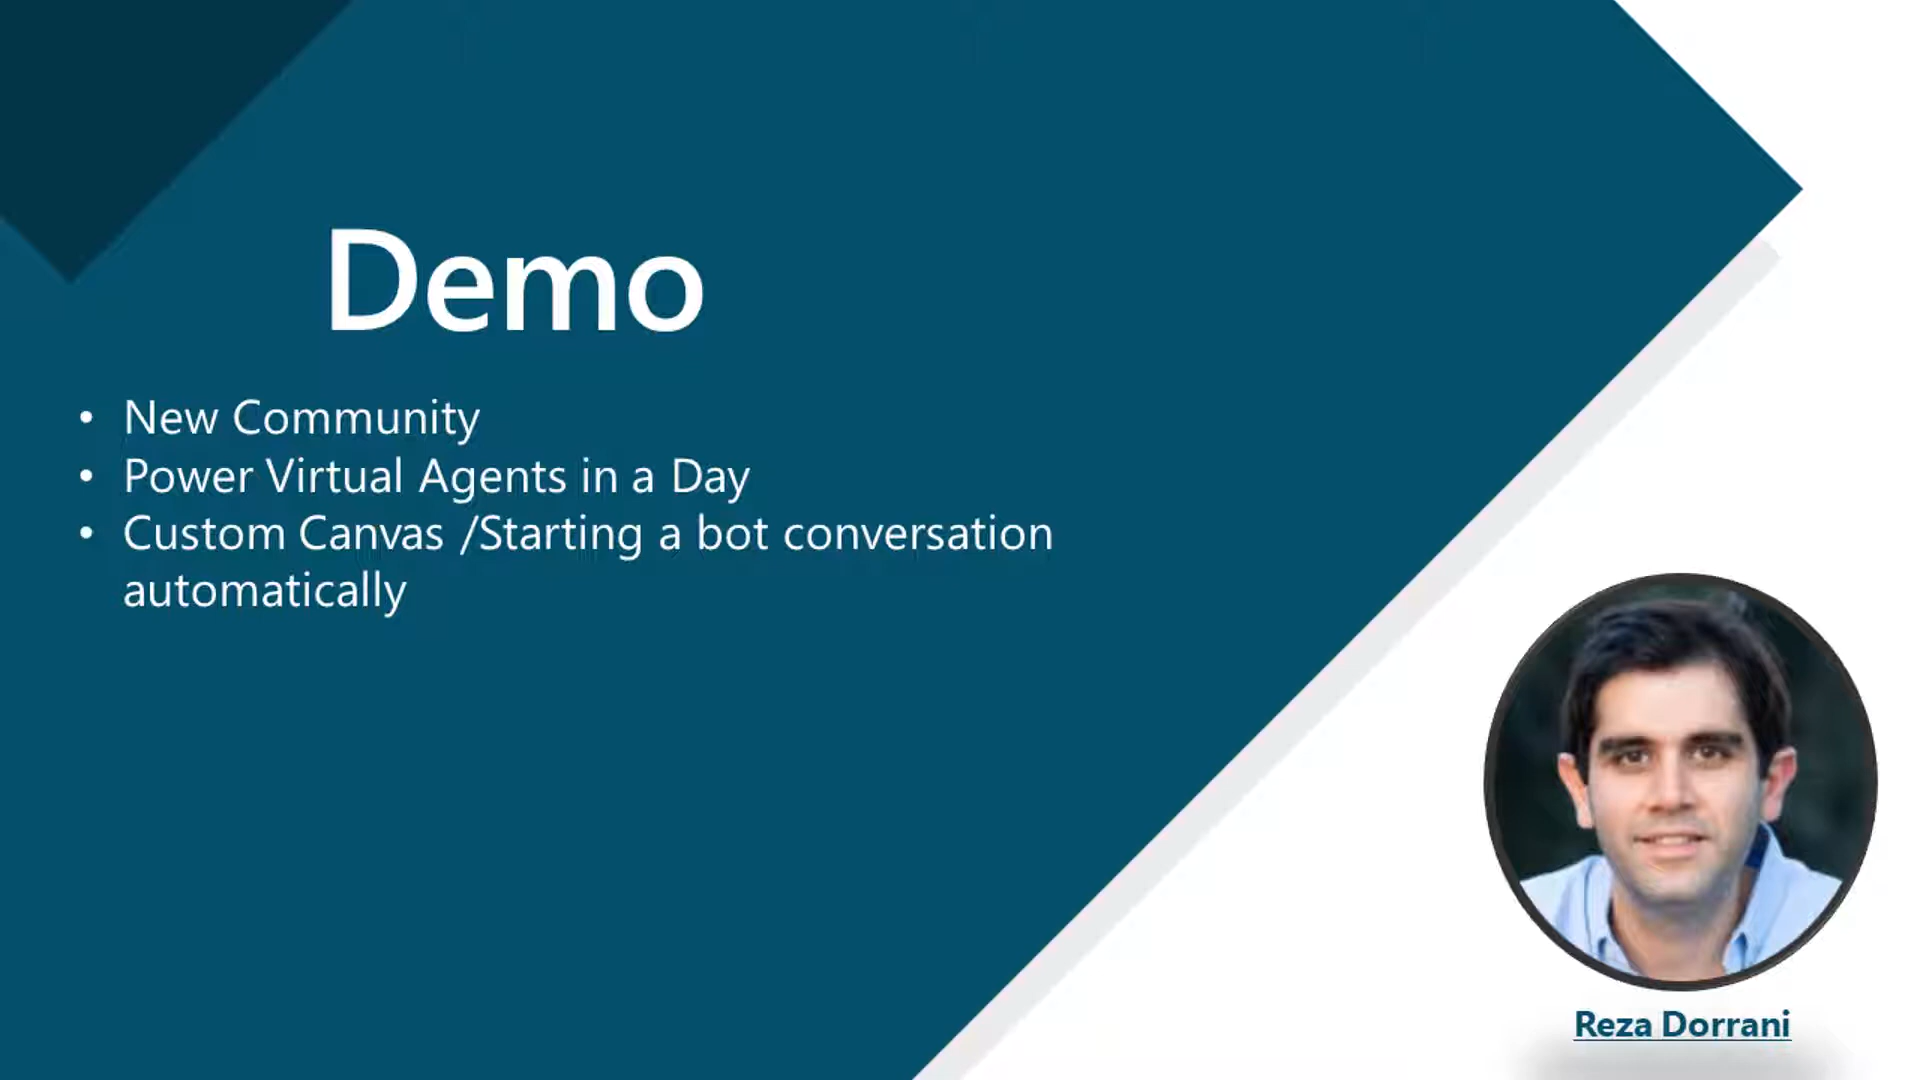 Demo
• New Community
• Power Virtual Agents in a Day
• Custom Canvas /Starting a bot conversation
automatically
Reza Dorrani